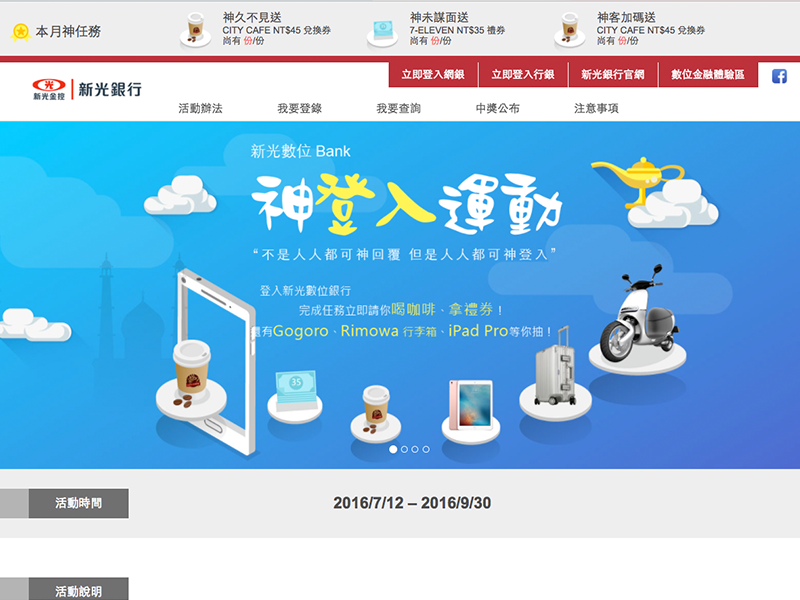 本月神任務
神久不見送
CITY CAFE NT$45 兌換券
尚有 份/份
神未謀面送
7-ELEVEN NT$35 禮券
尚有 份/份
神客加碼送
CITY CAFE NT$45 兌換券
尚有 份/份
立即登入網銀
立即登入行銀
新光銀行官網
數位金融體驗區
f
光
新光金控
新光銀行
活動辦法
我要登錄
我要查詢
中獎公布
注意事項
新光數位 Bank
神登入運動
“不是人人都可神回覆 但是人人都可神登入”
登入新光數位銀行
完成任務立即請你喝咖啡、拿禮券！
還有Gogoro、Rimowa 行李箱、iPad Pro等你抽！
35
活動時間
2016/7/12 – 2016/9/30
活動說明